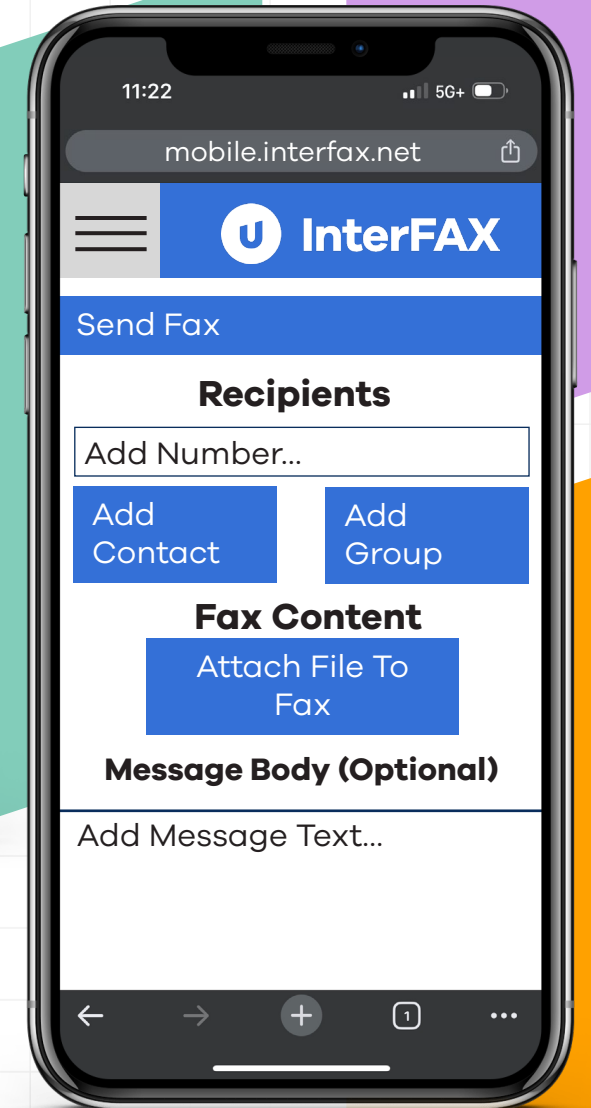 11:22 5G+
mobile.interfax.net
U InterFAX
Send Fax
Recipients
Add Number...
Add
Contact
Add
Group
Fax Content
Attach File To
Fax
Message Body (Optional)
Add Message Text...
1